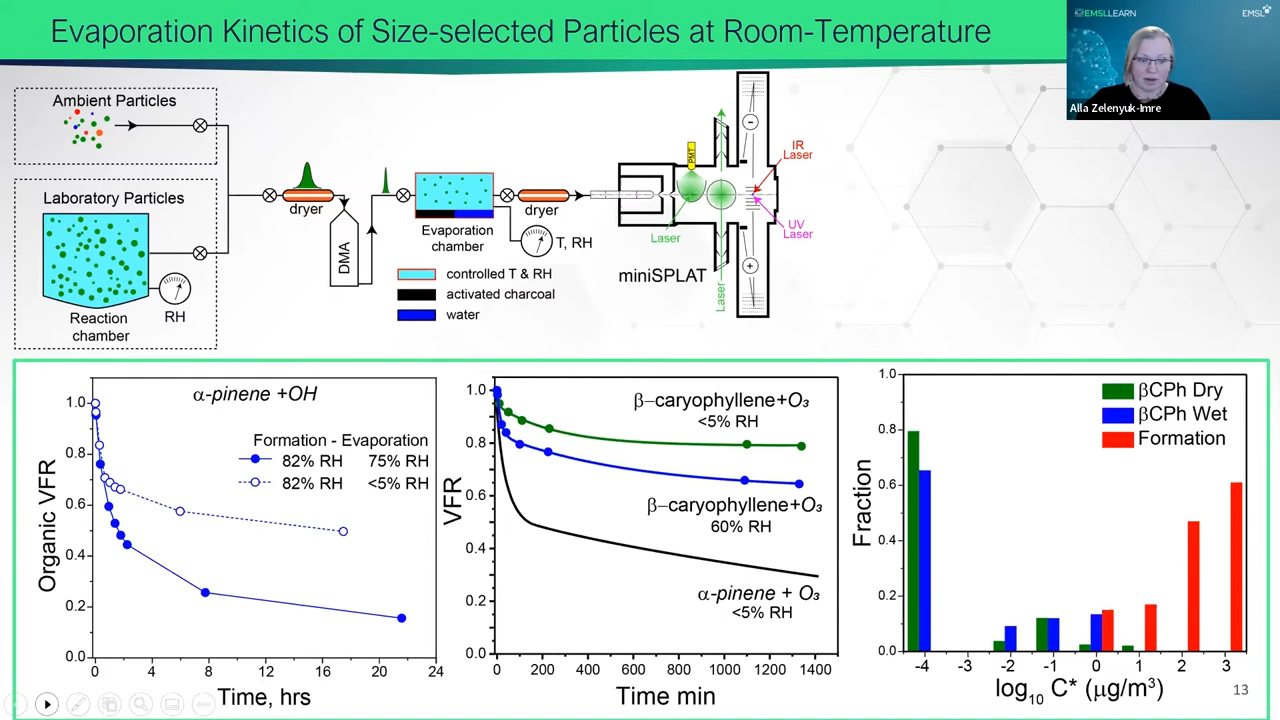 Evaporation Kinetics of Size-selected Particles at Room-Temperature
EMSLLEARN
EMSL
Alla Zelenyuk-Imre
Ambient Particles
Laboratory Particles
Reaction
chamber
RH
dryer
DMA
Evaporation
chamber
dryer
T, RH
controlled T & RH
activated charcoal
water
PMT
Laser
Laser
miniSPLAT
-
+
IR
Laser
UV
Laser
α-pinene +OH
Formation - Evaporation
82% RH 75% RH
82% RH <5% RH
Organic VFR
1.0
0.8
0.6
0.4
0.2
0.0
0 4 8 12 16 20 24
Time, hrs
β-caryophyllene+O₃
<5% RH
β-caryophyllene+O₃
60% RH
α-pinene + O₃
<5% RH
VFR
1.0
0.8
0.6
0.4
0.2
0.0
0 200 400 600 800 1000 1200 1400
Time min
βCPh Dry
βCPh Wet
Formation
Fraction
1.0
0.8
0.6
0.4
0.2
0.0
-4 -3 -2 -1 0 1 2 3
log₁₀ C* (μg/m³)
13